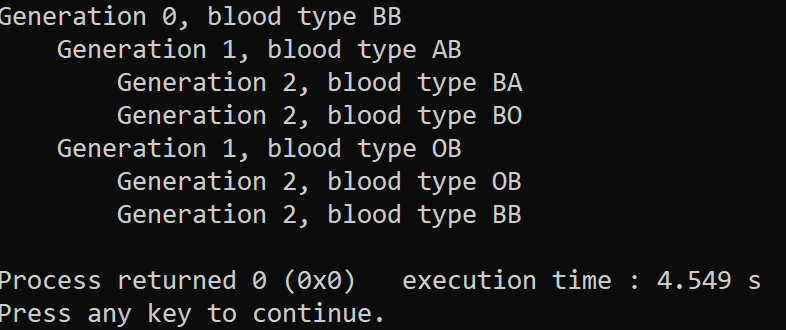 Generation 0, blood type BB
    Generation 1, blood type AB
        Generation 2, blood type BA
        Generation 2, blood type BO
    Generation 1, blood type OB
        Generation 2, blood type OB
        Generation 2, blood type BB

Process returned 0 (0x0)   execution time : 4.549 s
Press any key to continue.